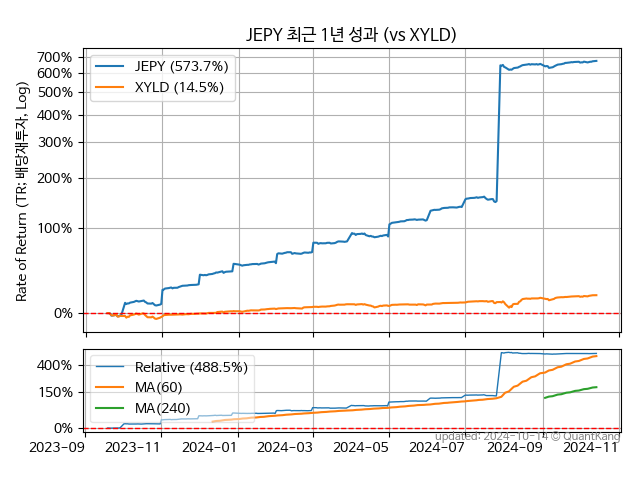 JEPY 최근 1년 성과 (vs XYLD)
Rate of Return (TR; 배당재투자, Log)
700%
600%
500%
400%
300%
200%
100%
0%
JEPY (573.7%)
XYLD (14.5%)
400%
150%
0%
Relative (488.5%)
MA(60)
MA(240)
updated: 2024-10-14 © QuantKang
2023-09 2023-11 2024-01 2024-03 2024-05 2024-07 2024-09 2024-11